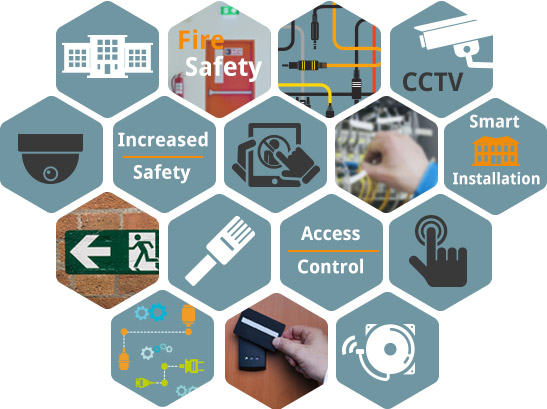 Fire
Safety
CCTV
Increased
Safety
Smart
Installation
Access
Control